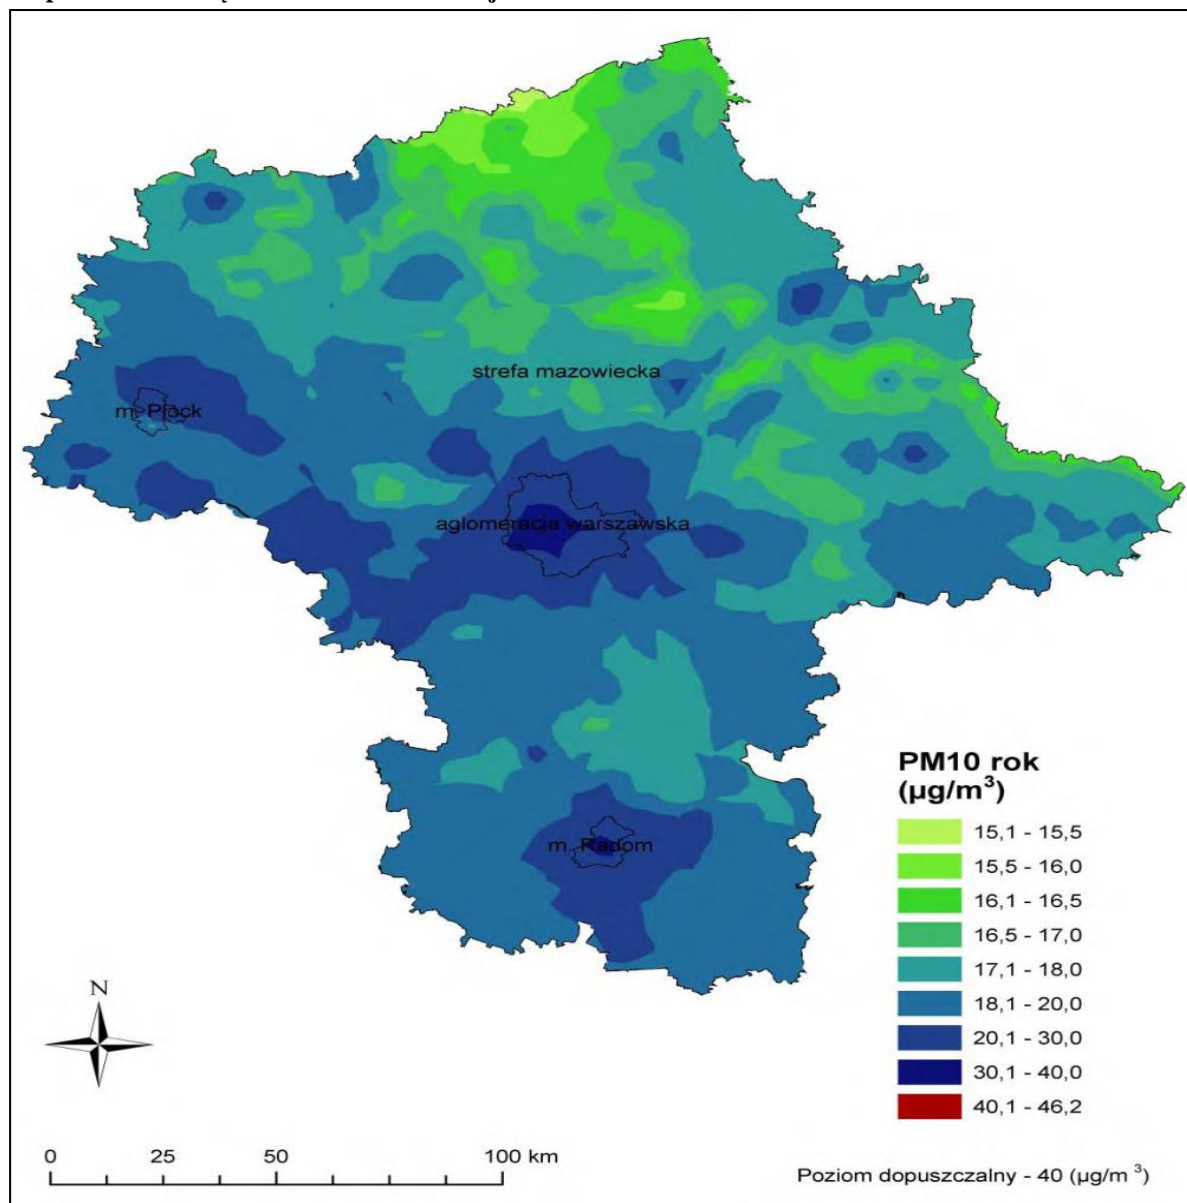 strefa mazowiecka
m. Płock
aglomeracja warszawska
m. Radom
PM10 rok
(µg/m³)
15,1 - 15,5
15,5 - 16,0
16,1 - 16,5
16,5 - 17,0
17,1 - 18,0
18,1 - 20,0
20,1 - 30,0
30,1 - 40,0
40,1 - 46,2
N
0 25 50 100 km
Poziom dopuszczalny - 40 (µg/m ³)